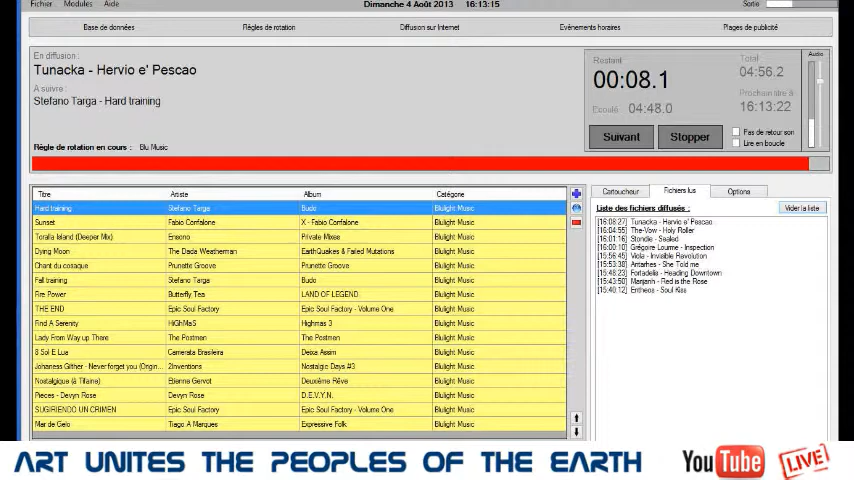 Fichier Modules Aide Dimanche 4 Août 2013 16:13:15 Sortie
Base de données Règles de rotation Diffusion sur Internet Evènements horaires Plages de publicité
En diffusion :
Tunacka - Hervio e' Pescao
A suivre :
Stefano Targa - Hard training
Règle de rotation en cours : Blu Music
Restant
00:08.1
Ecoulé 04:48.0
Total
04:56.2
Prochain titre à
16:13:22
Audio
Suivant Stopper
Pas de retour son
Lire en boucle
Titre Artiste Album Catégorie
Hard training Stefano Targa Budo Blulight Music
Sunset Fabio Confalone X - Fabio Confalone Blulight Music
Toralla Island (Deeper Mix) Ensono Private Mixes Blulight Music
Dying Moon The Dada Weatherman EarthQuakes & Failed Mutations Blulight Music
Chant du cosaque Prunette Groove Prunette Groove Blulight Music
Fall training Stefano Targa Budo Blulight Music
Fire Power Butterfly Tea LAND OF LEGEND Blulight Music
THE END Epic Soul Factory Epic Soul Factory - Volume One Blulight Music
Find A Serenity HiGhMaS Highmas 3 Blulight Music
Lady From Way up There The Postmen The Postmen Blulight Music
8 Sol E Lua Camerata Brasileira Deixa Assim Blulight Music
Johaness Gilther - Never forget you (Origin... 2Inventions Nostalgic Days #3 Blulight Music
Nostalgique (à Tifaine) Etienne Gervot Deuxième Rêve Blulight Music
Pieces - Devyn Rose Devyn Rose D.E.V.Y.N. Blulight Music
SUGIRIENDO UN CRIMEN Epic Soul Factory Epic Soul Factory - Volume One Blulight Music
Mar de Gelo Tiago A Marques Expressive Folk Blulight Music
Cartoucheur Fichiers lus Options
Liste des fichiers diffusés : Vider la liste
[16:08:27] Tunacka - Hervio e' Pescao
[16:04:55] The-Vow - Holy Roller
[16:01:16] Stondie - Sealed
[16:00:10] Grégoire Lourme - Inspection
[15:56:45] Viola - Invisible Revolution
[15:53:38] Antarhes - She Told me
[15:48:23] Fortadelis - Heading Downtown
[15:43:50] Manjanh - Red is the Rose
[15:40:12] Entheos - Soul Kiss
ART UNITES THE PEOPLES OF THE EARTH YouTube LIVE